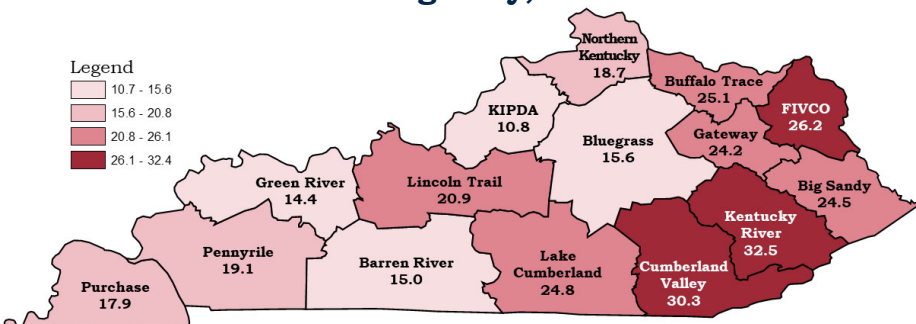 Legend
10.7 - 15.6
15.6 - 20.8
20.8 - 26.1
26.1 - 32.4
Northern
Kentucky
18.7
Buffalo Trace
25.1
FIVCO
26.2
KIPDA
10.8
Bluegrass
15.6
Gateway
24.2
Green River
14.4
Lincoln Trail
20.9
Big Sandy
24.5
Kentucky
River
32.5
Pennyrile
19.1
Barren River
15.0
Lake
Cumberland
24.8
Cumberland
Valley
30.3
Purchase
17.9